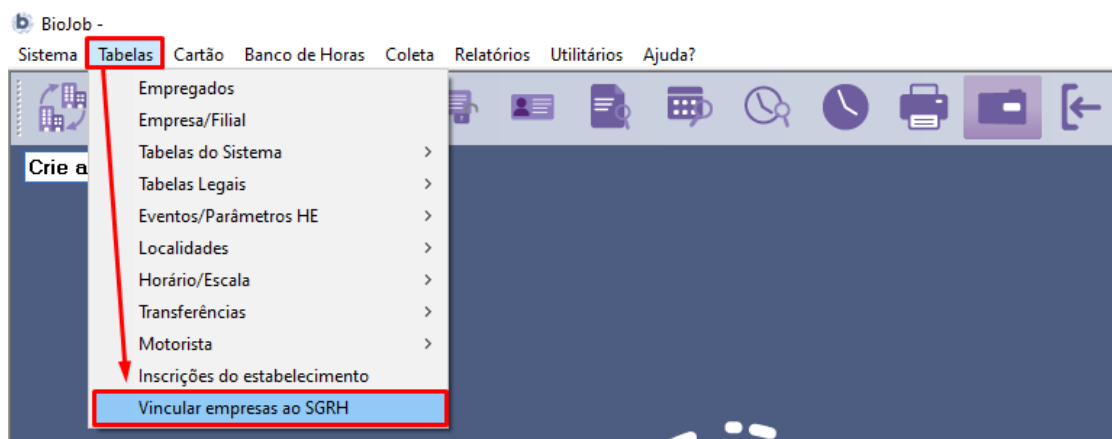 BioJob -
Sistema Tabelas Cartão Banco de Horas Coleta Relatórios Utilitários Ajuda?
Empregados
Empresa/Filial
Tabelas do Sistema
Crie a
Tabelas Legais
Eventos/Parâmetros HE
Localidades
Horário/Escala
Transferências
Motorista
Inscrições do estabelecimento
Vincular empresas ao SGRH